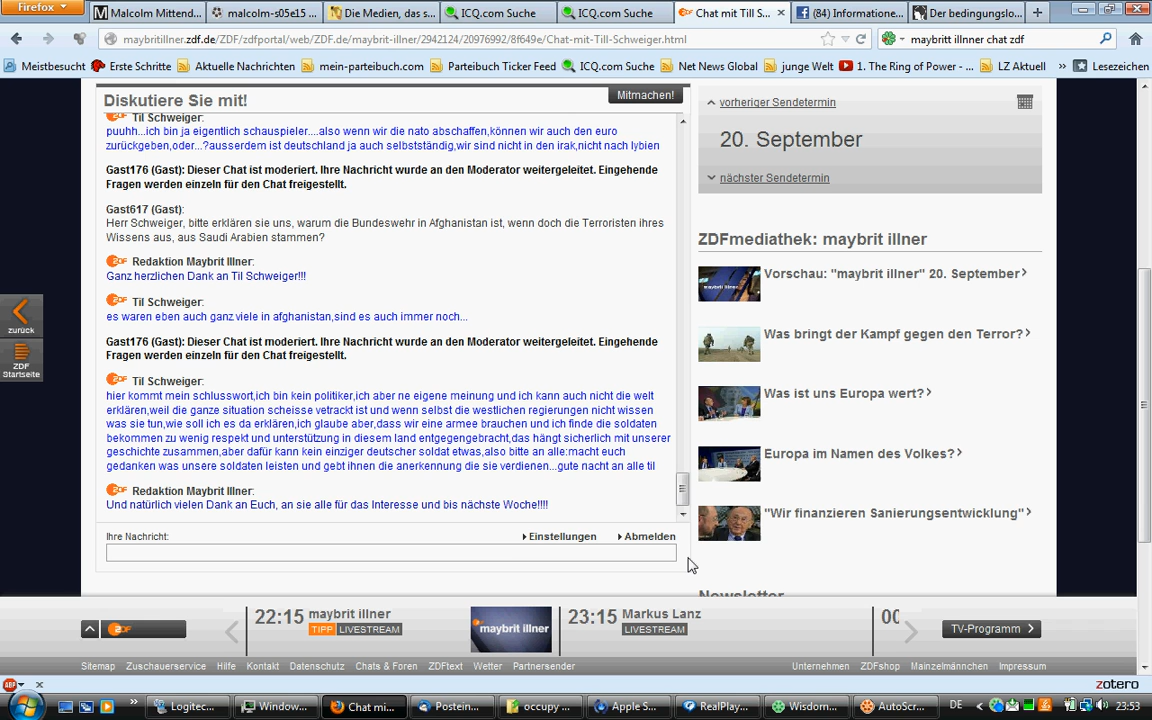 Firefox
Malcolm Mittend...
malcolm-s05e15 ...
Die Medien, das s...
ICQ.com Suche
ICQ.com Suche
Chat mit Till S...
(84) Informatione...
Der bedingungslo...
maybritillner.zdf.de/ZDF/zdfportal/web/ZDF.de/maybrit-illner/2942124/20976992/8f649e/Chat-mit-Till-Schweiger.html
maybritt illnner chat zdf
Meistbesucht
Erste Schritte
Aktuelle Nachrichten
mein-parteibuch.com
Parteibuch Ticker Feed
ICQ.com Suche
Net News Global
junge Welt
1. The Ring of Power - ...
LZ Aktuell
Lesezeichen
Diskutiere Sie mit!
Mitmachen!
Til Schweiger:
puuhh...ich bin ja eigentlich schauspieler....also wenn wir die nato abschaffen,können wir auch den euro
zurückgeben,oder...?ausserdem ist deutschland ja auch selbstständig,wir sind nicht in den irak,nicht nach lybien
Gast176 (Gast): Dieser Chat ist moderiert. Ihre Nachricht wurde an den Moderator weitergeleitet. Eingehende
Fragen werden einzeln für den Chat freigestellt.
Gast617 (Gast):
Herr Schweiger, bitte erklären sie uns, warum die Bundeswehr in Afghanistan ist, wenn doch die Terroristen ihres
Wissens aus, aus Saudi Arabien stammen?
Redaktion Maybrit Illner:
Ganz herzlichen Dank an Til Schweiger!!!
Til Schweiger:
es waren eben auch ganz.viele in afghanistan,sind es auch immer noch...
Gast176 (Gast): Dieser Chat ist moderiert. Ihre Nachricht wurde an den Moderator weitergeleitet. Eingehende
Fragen werden einzeln für den Chat freigestellt.
Til Schweiger:
hier kommt mein schlusswort,ich bin kein politiker,ich aber ne eigene meinung und ich kann auch nicht die welt
erklären,weil die ganze situation scheisse vetrackt ist und wenn selbst die westlichen regierungen nicht wissen
was sie tun,wie soll ich es da erklären,ich glaube aber,dass wir eine armee brauchen und ich finde die soldaten
bekommen zu wenig respekt und unterstützung in diesem land entgegengebracht,das hängt sicherlich mit unserer
geschichte zusammen,aber dafür kann kein einziger deutscher soldat etwas,also bitte an alle:macht euch
gedanken was unsere soldaten leisten und gebt ihnen die anerkennung die sie verdienen...gute nacht an alle til
Redaktion Maybrit Illner:
Und natürlich vielen Dank an Euch, an sie alle für das Interesse und bis nächste Woche!!!!
Ihre Nachricht:
Einstellungen
Abmelden
zurück
ZDF
Startseite
vorheriger Sendetermin
20. September
nächster Sendetermin
ZDFmediathek: maybrit illner
Vorschau: "maybrit illner" 20. September
Was bringt der Kampf gegen den Terror?
Was ist uns Europa wert?
Europa im Namen des Volkes?
"Wir finanzieren Sanierungsentwicklung"
Newsletter
ZDF
22:15
maybrit illner
TIPP LIVESTREAM
maybrit illner
23:15
Markus Lanz
LIVESTREAM
TV-Programm
Sitemap
Zuschauerservice
Hilfe
Kontakt
Datenschutz
Chats & Foren
ZDFtext
Wetter
Partnersender
Unternehmen
ZDFshop
Mainzelmännchen
Impressum
ABP
zotero
Logitec...
Window...
Chat mi...
Postein...
occupy ...
Apple S...
RealPlay...
Wisdom...
AutoScr...
DE
23:53